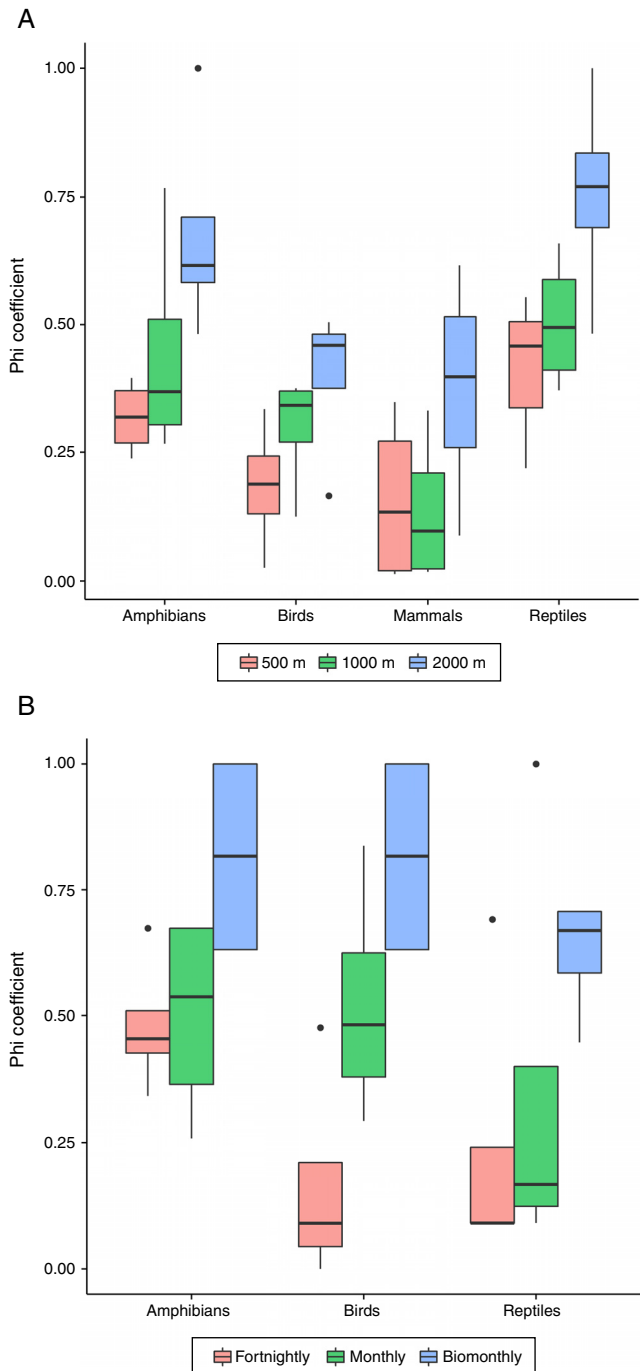 A
1.00
0.75
0.50
0.25
0.00
Phi coefficient
Amphibians Birds Mammals Reptiles
500 m 1000 m 2000 m
B
1.00
0.75
0.50
0.25
0.00
Phi coefficient
Amphibians Birds Reptiles
Fortnightly Monthly Biomonthly